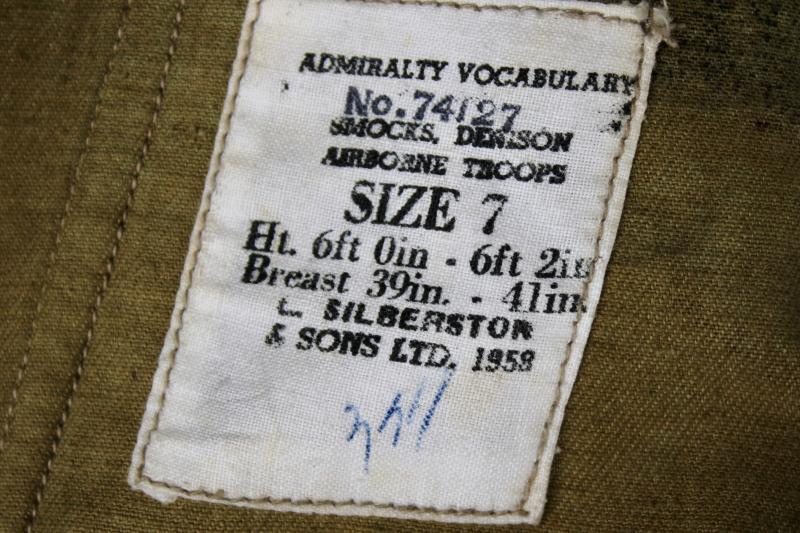 ADMIRALTY VOCABULARY
No. 74/27
SMOCKS, DENISON
AIRBORNE TROOPS
SIZE 7
Ht. 6ft 0in - 6ft 2in
Breast 39in. - 41in.
L. SILBERSTON
& SONS LTD. 1958